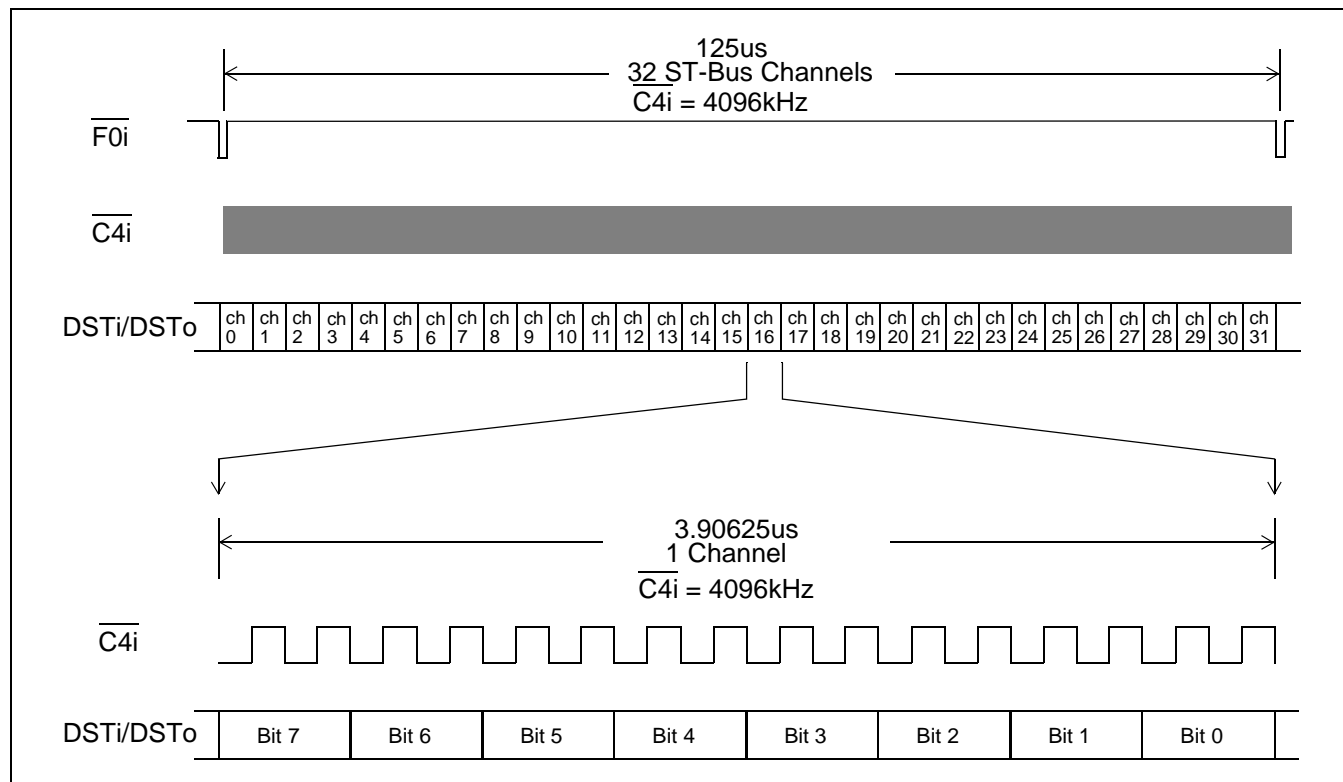 125us
32 ST-Bus Channels
C4i = 4096kHz
F0i
C4i
DSTi/DSTo
ch 0 ch 1 ch 2 ch 3 ch 4 ch 5 ch 6 ch 7 ch 8 ch 9 ch 10 ch 11 ch 12 ch 13 ch 14 ch 15 ch 16 ch 17 ch 18 ch 19 ch 20 ch 21 ch 22 ch 23 ch 24 ch 25 ch 26 ch 27 ch 28 ch 29 ch 30 ch 31
3.90625us
1 Channel
C4i = 4096kHz
C4i
DSTi/DSTo
Bit 7 Bit 6 Bit 5 Bit 4 Bit 3 Bit 2 Bit 1 Bit 0